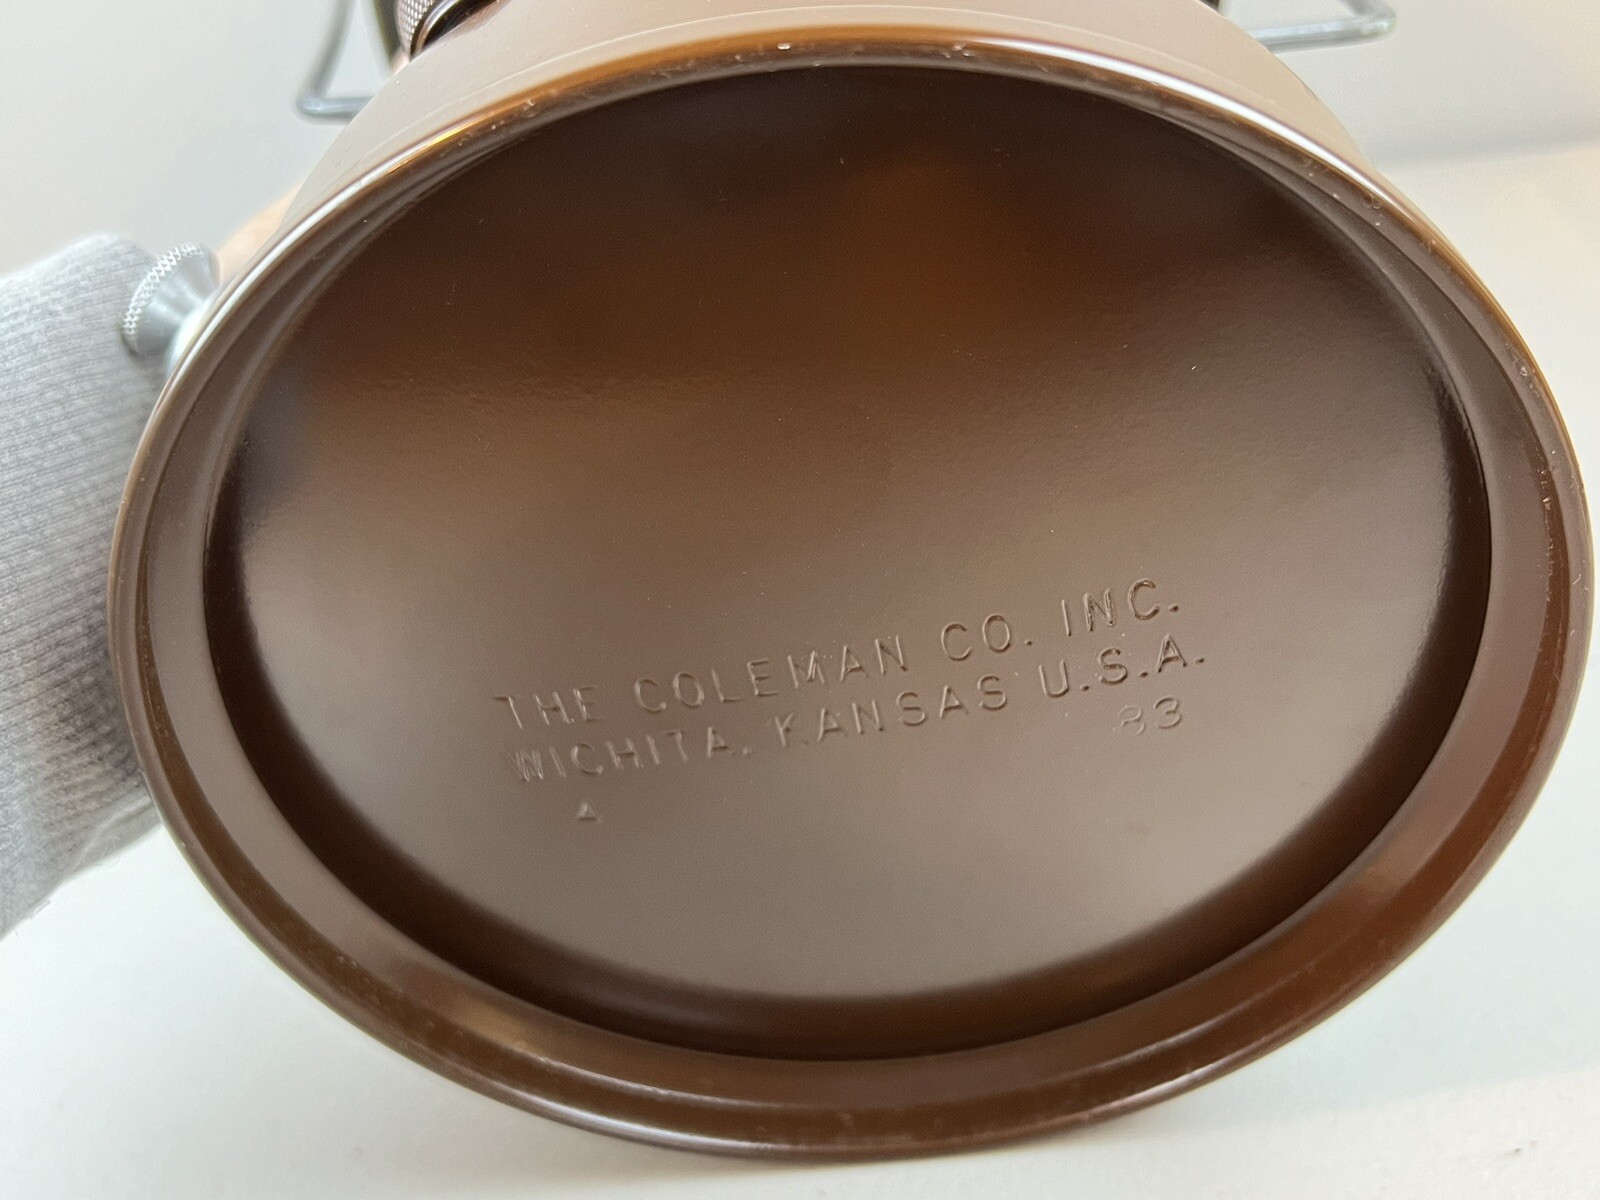 THE COLEMAN CO. INC.
WICHITA, KANSAS U.S.A.
83